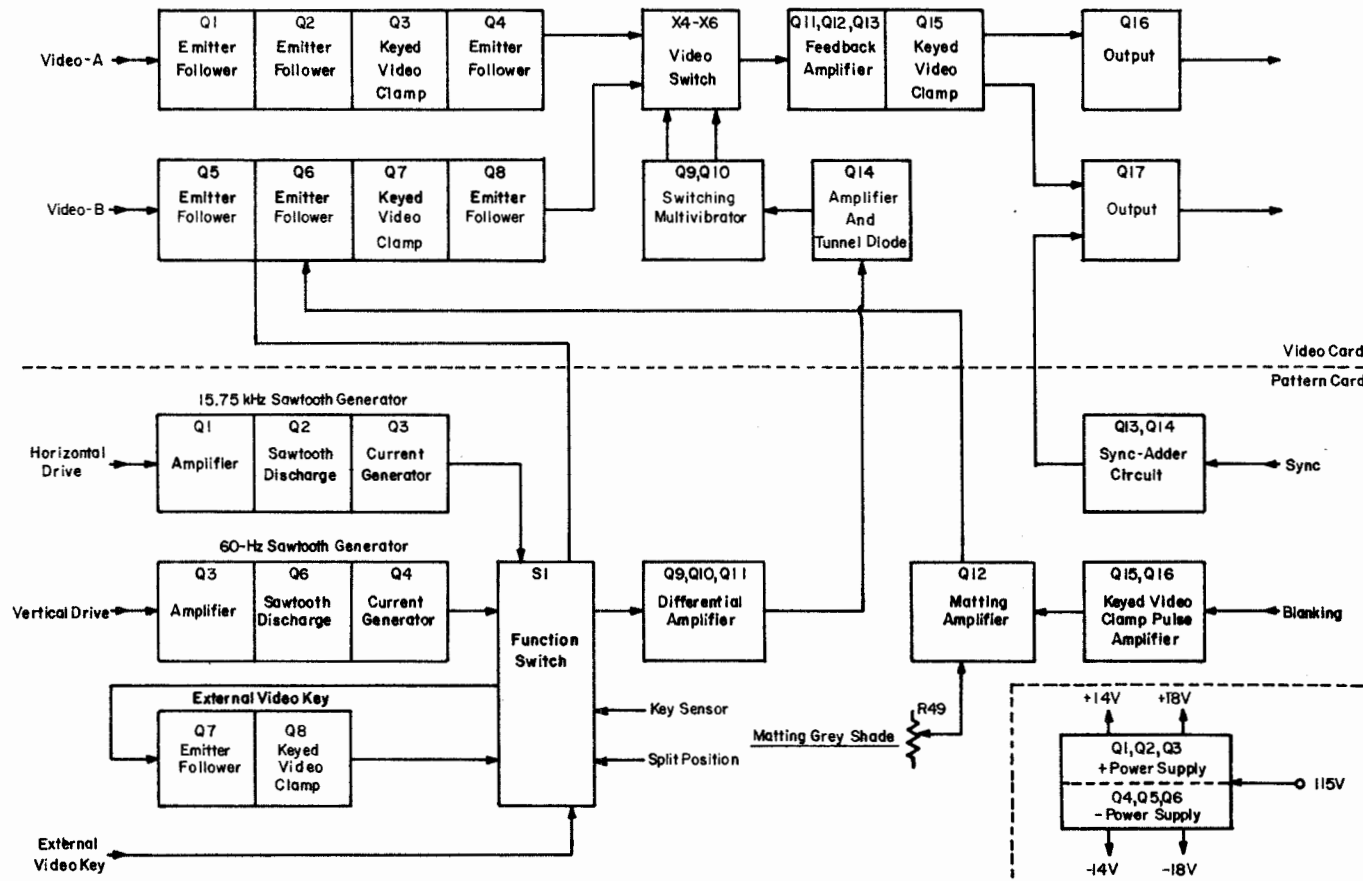 Video-A
Q1
Emitter
Follower
Q2
Emitter
Follower
Q3
Keyed
Video
Clamp
Q4
Emitter
Follower
X4-X6
Video
Switch
Q11,Q12,Q13
Feedback
Amplifier
Q15
Keyed
Video
Clamp
Q16
Output
Video-B
Q5
Emitter
Follower
Q6
Emitter
Follower
Q7
Keyed
Video
Clamp
Q8
Emitter
Follower
Q9,Q10
Switching
Multivibrator
Q14
Amplifier
And
Tunnel Diode
Q17
Output
Video Card
Pattern Card
15.75 kHz Sawtooth Generator
Horizontal
Drive
Q1
Amplifier
Q2
Sawtooth
Discharge
Q3
Current
Generator
Q13,Q14
Sync-Adder
Circuit
Sync
60-Hz Sawtooth Generator
Vertical Drive
Q3
Amplifier
Q6
Sawtooth
Discharge
Q4
Current
Generator
S1
Function
Switch
Q9,Q10,Q11
Differential
Amplifier
Q12
Matting
Amplifier
Q15,Q16
Keyed Video
Clamp Pulse
Amplifier
Blanking
External Video Key
Q7
Emitter
Follower
Q8
Keyed
Video
Clamp
Key Sensor
Split Position
R49
Matting Grey Shade
+14V
+18V
Q1,Q2,Q3
+Power Supply
Q4,Q5,Q6
-Power Supply
115V
-14V
-18V
External
Video Key